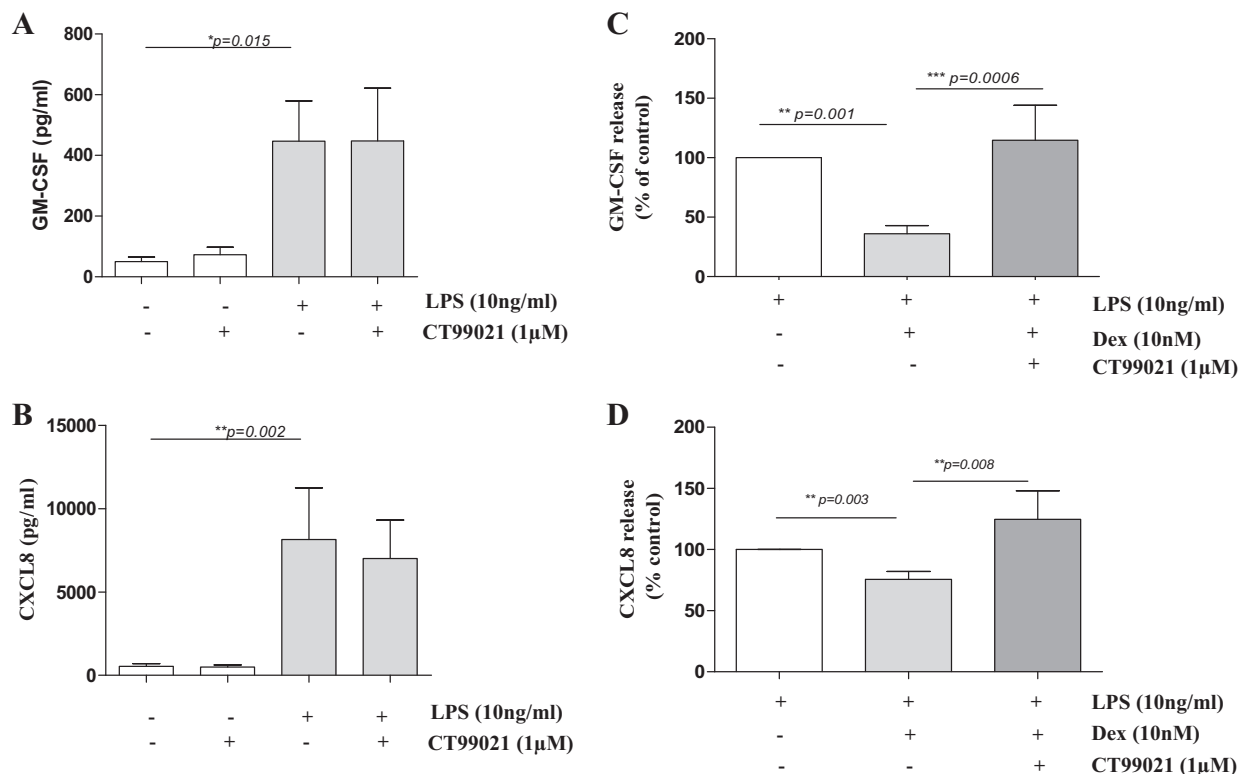 A
GM-CSF (pg/ml)
800
600
400
200
0
*p=0.015
- - + + LPS (10ng/ml)
- + - + CT99021 (1μM)
B
CXCL8 (pg/ml)
15000
10000
5000
0
**p=0.002
- - + + LPS (10ng/ml)
- + - + CT99021 (1μM)
C
GM-CSF release
(% of control)
200
150
100
50
0
** p=0.001
*** p=0.0006
+ + + LPS (10ng/ml)
- + + Dex (10nM)
- - + CT99021 (1μM)
D
CXCL8 release
(% control)
200
150
100
50
0
** p=0.003
**p=0.008
+ + + LPS (10ng/ml)
- + + Dex (10nM)
- - + CT99021 (1μM)